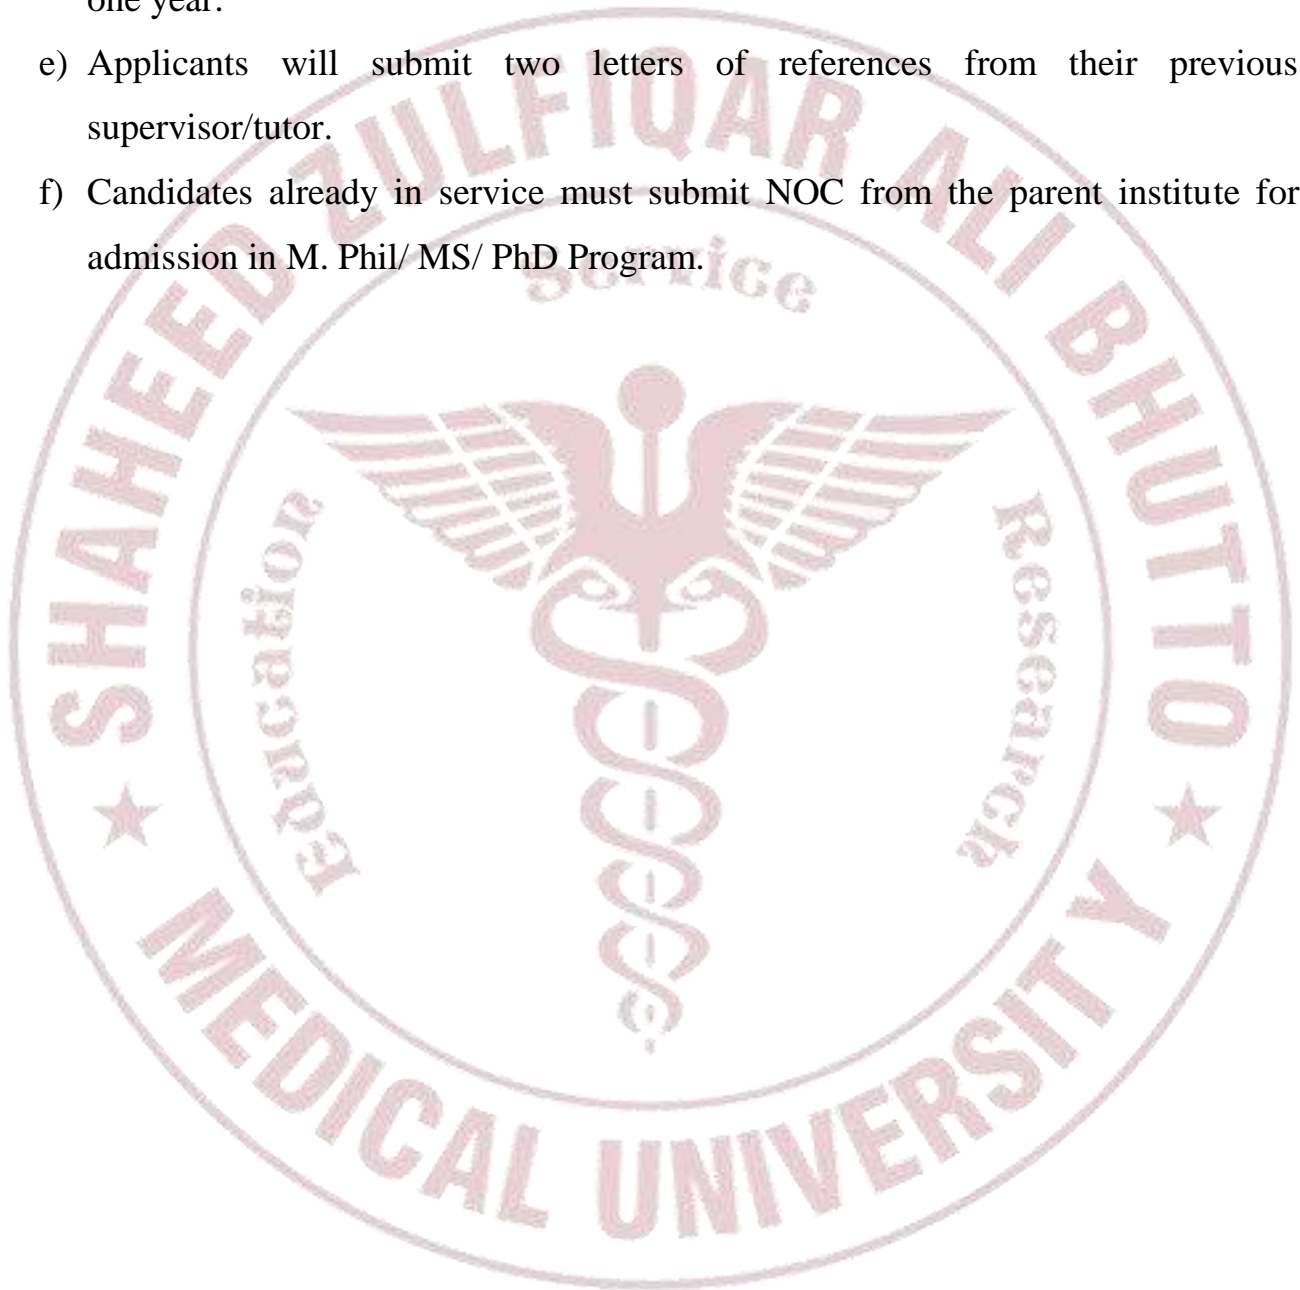 one year.
e) Applicants will submit two letters of references from their previous
supervisor/tutor.
f) Candidates already in service must submit NOC from the parent institute for
admission in M. Phil/ MS/ PhD Program.
SHAHEED ZULFIQAR ALI BHUTTO
Service
Education
Research
★ MEDICAL UNIVERSITY ★